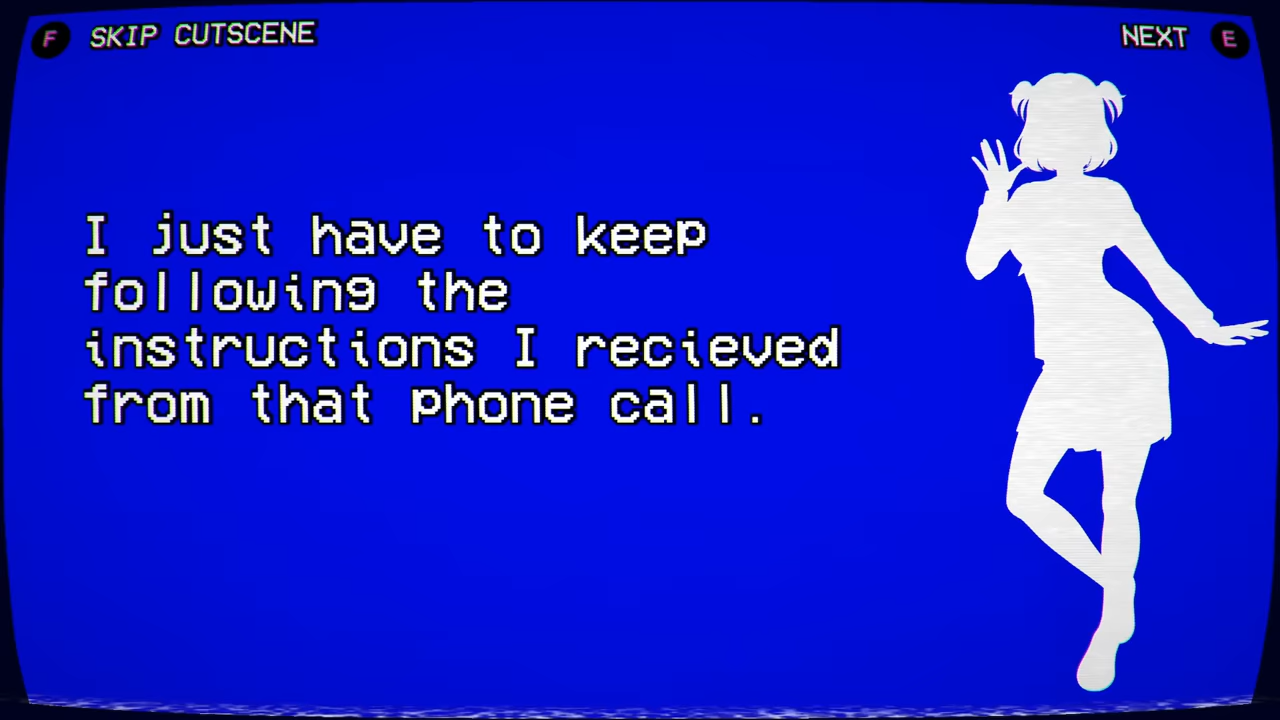 F SKIP CUTSCENE
NEXT E
I just have to keep
following the
instructions I recieved
from that phone call.